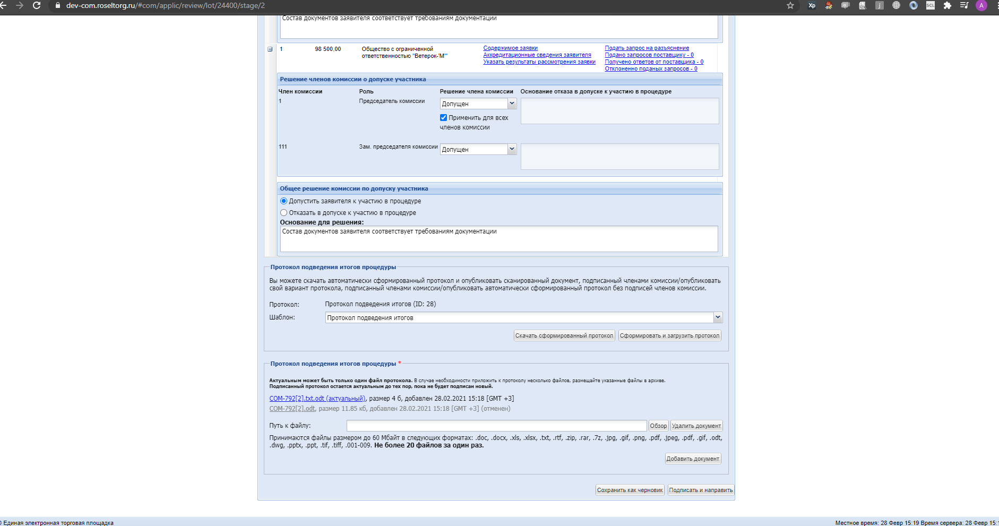 dev-com.roseltorg.ru/#com/applic/review/lot/24400/stage/2
Xp
j
SCL
A
Состав документов заявителя соответствует требованиям документации
1 98 500,00 Общество с ограниченной Содержимое заявки Подать запрос на разъяснение
ответственностью "Ветерок-'М'" Аккредитационные сведения заявителя Подано запросов поставщику - 0
Указать результаты рассмотрения заявки Получено ответов от поставщика - 0
Отклоненно поданых запросов - 0
Решение членов комиссии о допуске участника
Член комиссии Роль Решение члена комиссии Основание отказа в допуске к участию в процедуре
1 Председатель комиссии Допущен
Применить для всех
членов комиссии
111 Зам. председателя комиссии Допущен
Общее решение комиссии по допуску участника
Допустить заявителя к участию в процедуре
Отказать в допуске к участию в процедуре
Основание для решения:
Состав документов заявителя соответствует требованиям документации
Протокол подведения итогов процедуры
Вы можете скачать автоматически сформированный протокол и опубликовать сканированный документ, подписанный членами комиссии/опубликовать
свой вариант протокола, подписанный членами комиссии/опубликовать автоматически сформированный протокол без подписей членов комиссии.
Протокол: Протокол подведения итогов (ID: 28)
Шаблон: Протокол подведения итогов
Скачать сформированный протокол Сформировать и загрузить протокол
Протокол подведения итогов процедуры *
Актуальным может быть только один файл протокола. В случае необходимости приложить к протоколу несколько файлов, размещайте указанные файлы в архиве.
Подписанный протокол остается актуальным до тех пор, пока не будет подписан новый.
COM-792[2].txt.odt (актуальный), размер 4 б, добавлен 28.02.2021 15:18 [GMT +3]
COM-792[2].odt, размер 11.85 кб, добавлен 28.02.2021 15:18 [GMT +3] (отменен)
Путь к файлу: Обзор Удалить документ
Принимаются файлы размером до 60 Мбайт в следующих форматах: .doc, .docx, .xls, .xlsx, .txt, .rtf, .zip, .rar, .7z, .jpg, .gif, .png, .pdf, .jpeg, .pdf, .gif, .odt,
.dwg, .pptx, .ppt, .tif, .tiff, .001-009. Не более 20 файлов за один раз.
Добавить документ
Сохранить как черновик Подписать и направить
Единая электронная торговая площадка Местное время: 28 Февр 15:19 Время сервера: 28 Февр